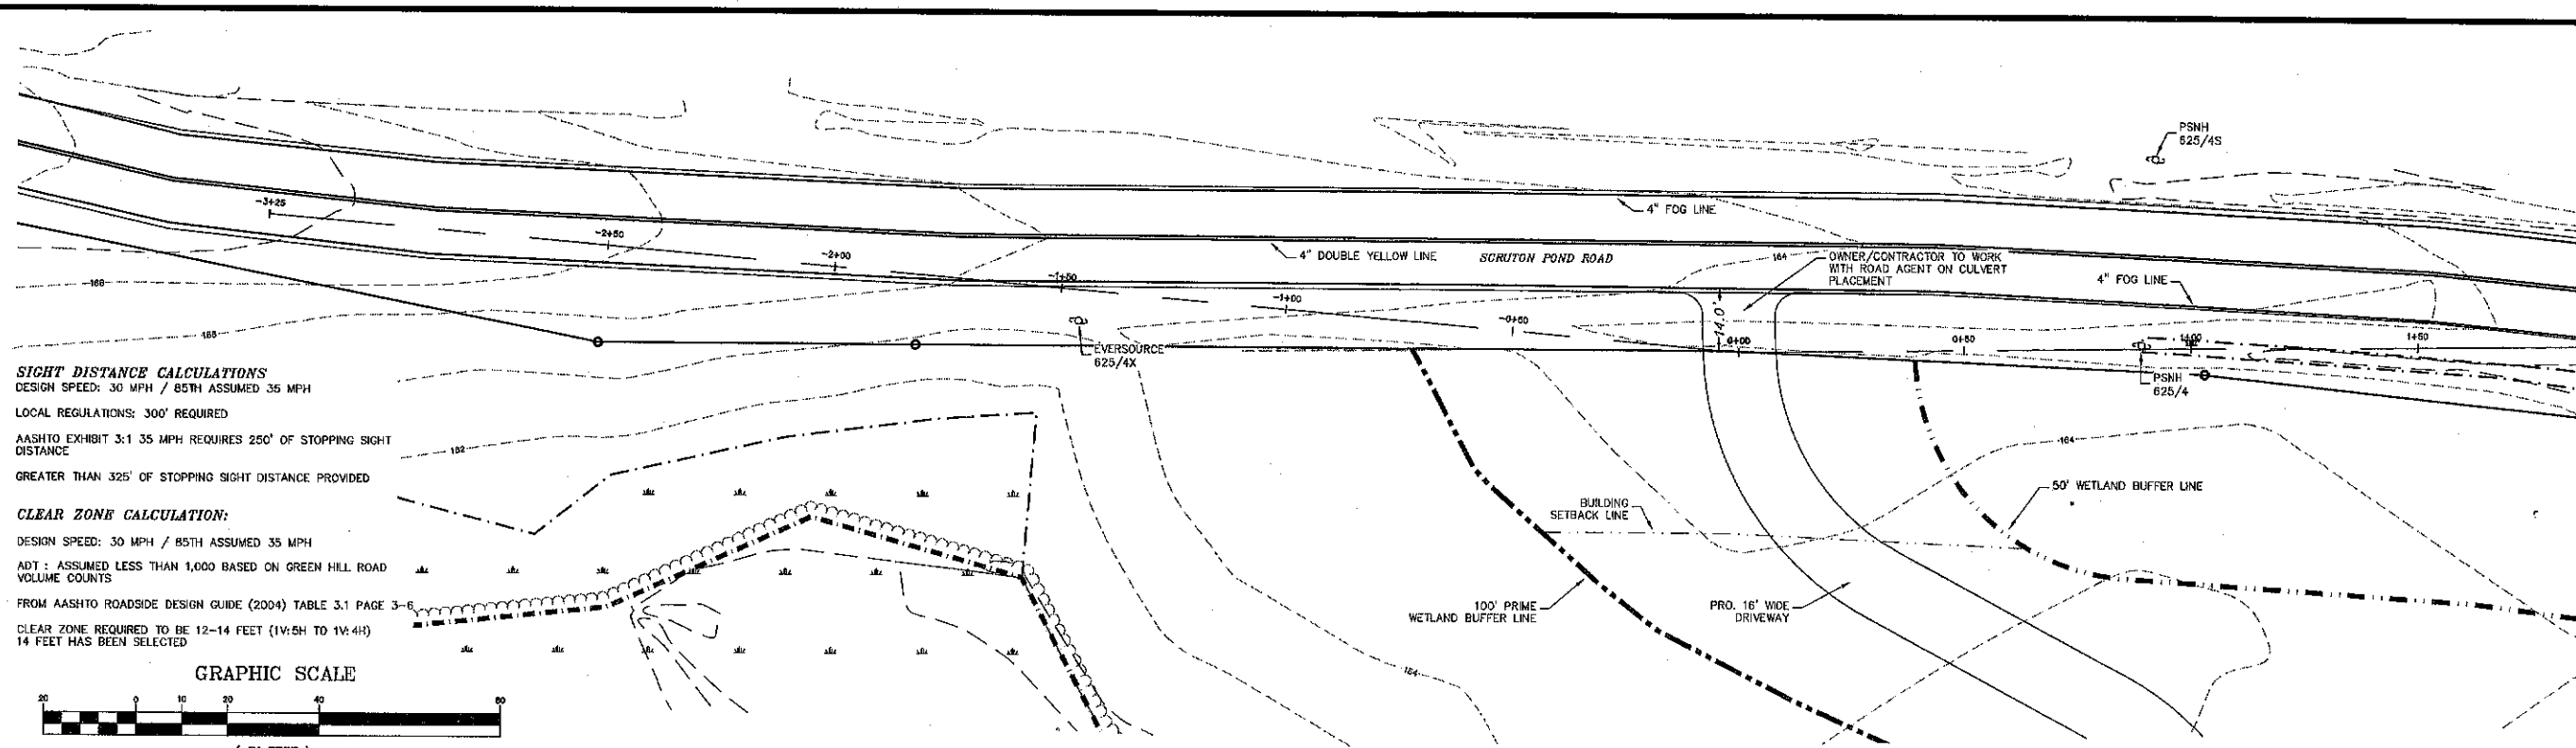 PSNH
625/4S
-3+25
4" FOG LINE
-2+50
-2+00
4" DOUBLE YELLOW LINE
SCRUTON POND ROAD
164
OWNER/CONTRACTOR TO WORK
WITH ROAD AGENT ON CULVERT
PLACEMENT
4" FOG LINE
-1+50
-1+00
14.0'
-0+50
0+00
0+50
1+00
1+50
168
166
EVERSOURCE
625/4X
PSNH
625/4
SIGHT DISTANCE CALCULATIONS
DESIGN SPEED: 30 MPH / 85TH ASSUMED 35 MPH
LOCAL REGULATIONS: 300' REQUIRED
AASHTO EXHIBIT 3:1 35 MPH REQUIRES 250' OF STOPPING SIGHT
DISTANCE
GREATER THAN 325' OF STOPPING SIGHT DISTANCE PROVIDED
162
164
50' WETLAND BUFFER LINE
BUILDING
SETBACK LINE
CLEAR ZONE CALCULATION:
DESIGN SPEED: 30 MPH / 85TH ASSUMED 35 MPH
ADT : ASSUMED LESS THAN 1,000 BASED ON GREEN HILL ROAD
VOLUME COUNTS
FROM AASHTO ROADSIDE DESIGN GUIDE (2004) TABLE 3.1 PAGE 3-6
CLEAR ZONE REQUIRED TO BE 12-14 FEET (1V:5H TO 1V:4H)
14 FEET HAS BEEN SELECTED
100' PRIME
WETLAND BUFFER LINE
PRO. 16' WIDE
DRIVEWAY
164
GRAPHIC SCALE
20 0 10 20 40 80